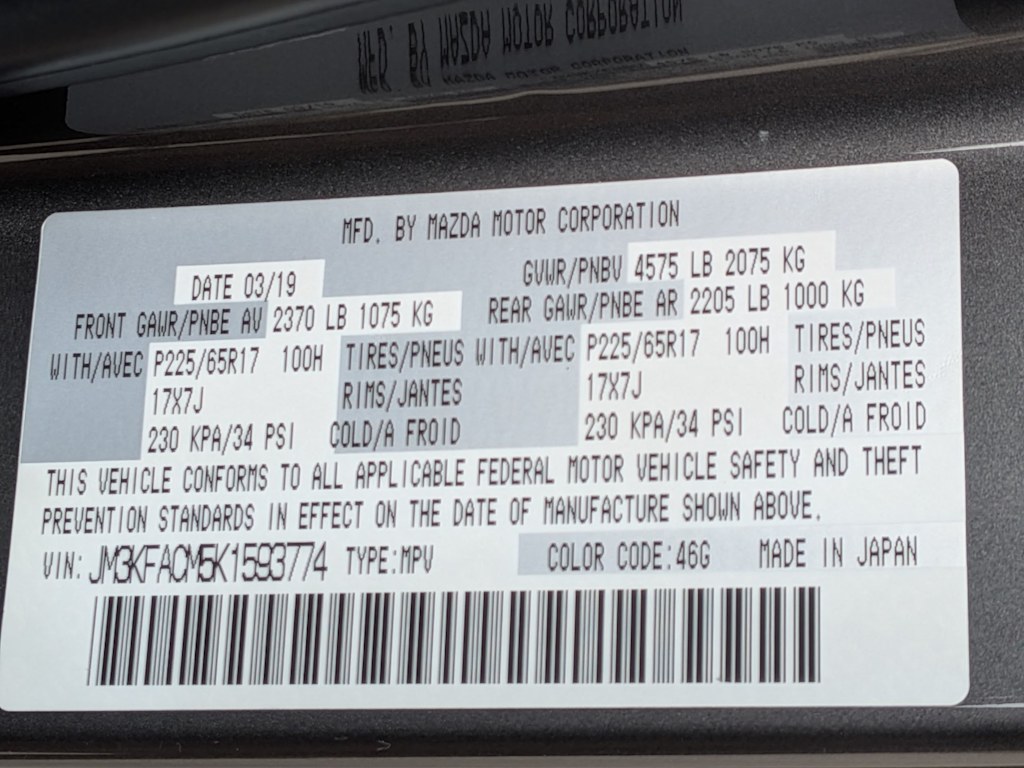 MFD. BY MAZDA MOTOR CORPORATION
DATE 03/19 GVWR/PNBV 4575 LB 2075 KG
FRONT GAWR/PNBE AV 2370 LB 1075 KG REAR GAWR/PNBE AR 2205 LB 1000 KG
WITH/AVEC P225/65R17 100H TIRES/PNEUS WITH/AVEC P225/65R17 100H TIRES/PNEUS
17X7J RIMS/JANTES 17X7J RIMS/JANTES
230 KPA/34 PSI COLD/A FROID 230 KPA/34 PSI COLD/A FROID
THIS VEHICLE CONFORMS TO ALL APPLICABLE FEDERAL MOTOR VEHICLE SAFETY AND THEFT
PREVENTION STANDARDS IN EFFECT ON THE DATE OF MANUFACTURE SHOWN ABOVE.
VIN: JM3KFACM5K1593774 TYPE:MPV COLOR CODE:46G MADE IN JAPAN